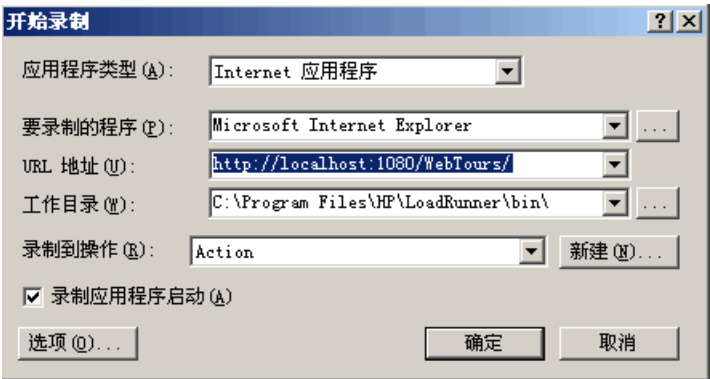 开始录制
应用程序类型(A): Internet 应用程序
要录制的程序(P): Microsoft Internet Explorer ...
URL 地址(U): http://localhost:1080/WebTours/
工作目录(W): C:\Program Files\HP\LoadRunner\bin\ ...
录制到操作(R): Action 新建(N)...
录制应用程序启动(A)
选项(O)... 确定 取消